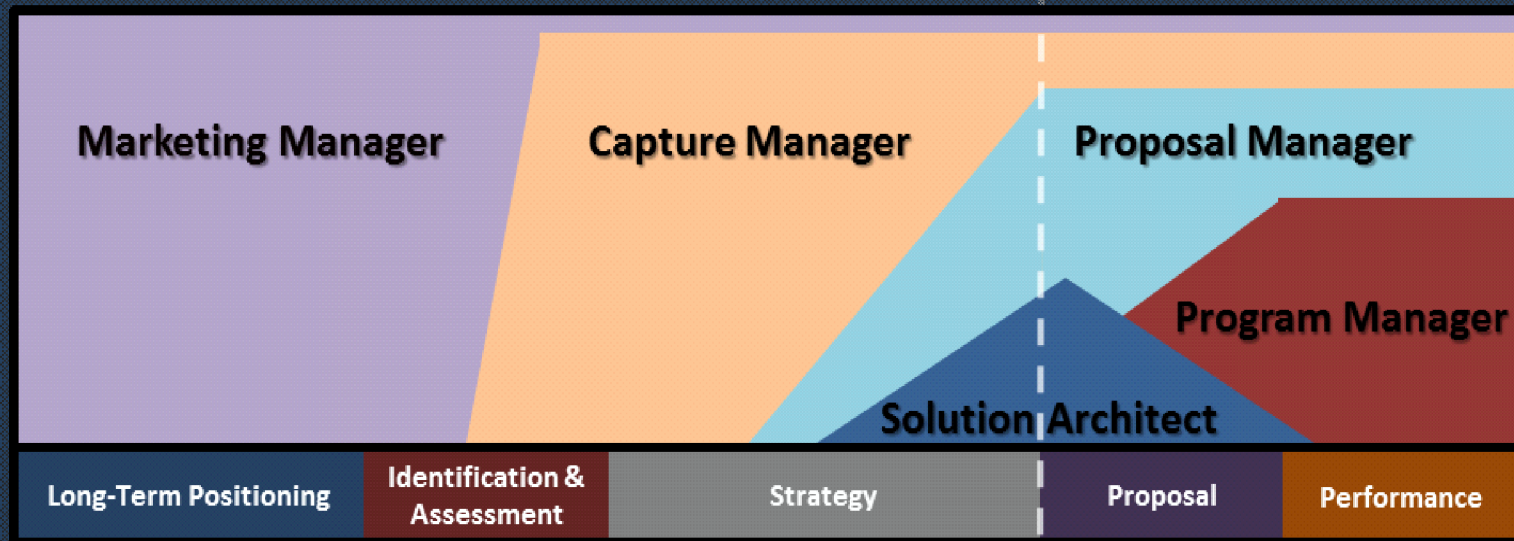 Marketing Manager
Capture Manager
Proposal Manager
Program Manager
Solution Architect
Long-Term Positioning
Identification &
Assessment
Strategy
Proposal
Performance